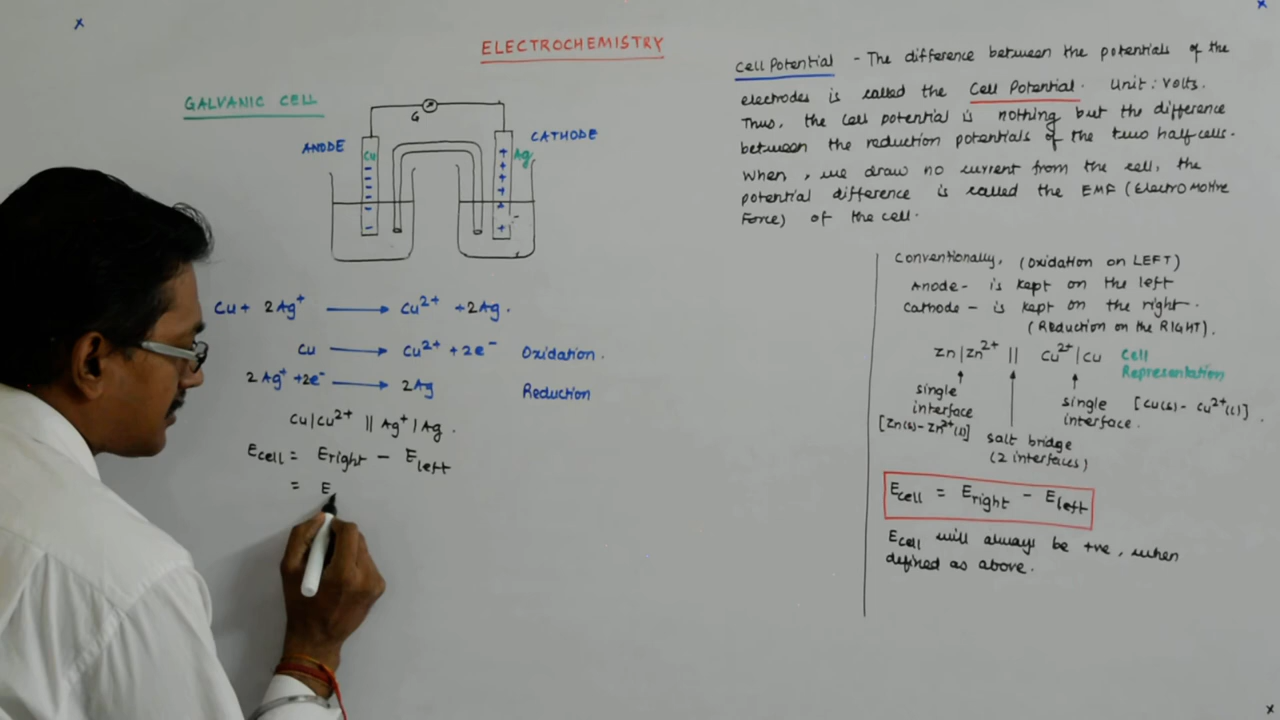 ELECTROCHEMISTRY
GALVANIC CELL
G
ANODE
CATHODE
Cu
Ag
Cu + 2Ag⁺ ⟶ Cu²⁺ + 2Ag.
Cu ⟶ Cu²⁺ + 2e⁻ Oxidation.
2Ag⁺ + 2e⁻ ⟶ 2Ag Reduction
Cu|Cu²⁺ || Ag⁺|Ag.
Ecell = Eright − Eleft
= E
Cell Potential - The difference between the potentials of the
electrodes is called the Cell Potential. Unit: Volts.
Thus, the cell potential is nothing but the difference
between the reduction potentials of the two half cells.
When, we draw no current from the cell, the
potential difference is called the EMF (ElectroMotive
Force) of the cell.
Conventionally, (Oxidation on LEFT)
Anode - is kept on the left
Cathode - is kept on the right.
(Reduction on the RIGHT).
Zn|Zn²⁺ || Cu²⁺|Cu Cell
Representation
single
interface
[Zn(s) - Zn²⁺(l)]
salt bridge
(2 interfaces)
single
interface.
[Cu(s) - Cu²⁺(l)].
Ecell = Eright − Eleft
Ecell will always be +ve, when
defined as above.